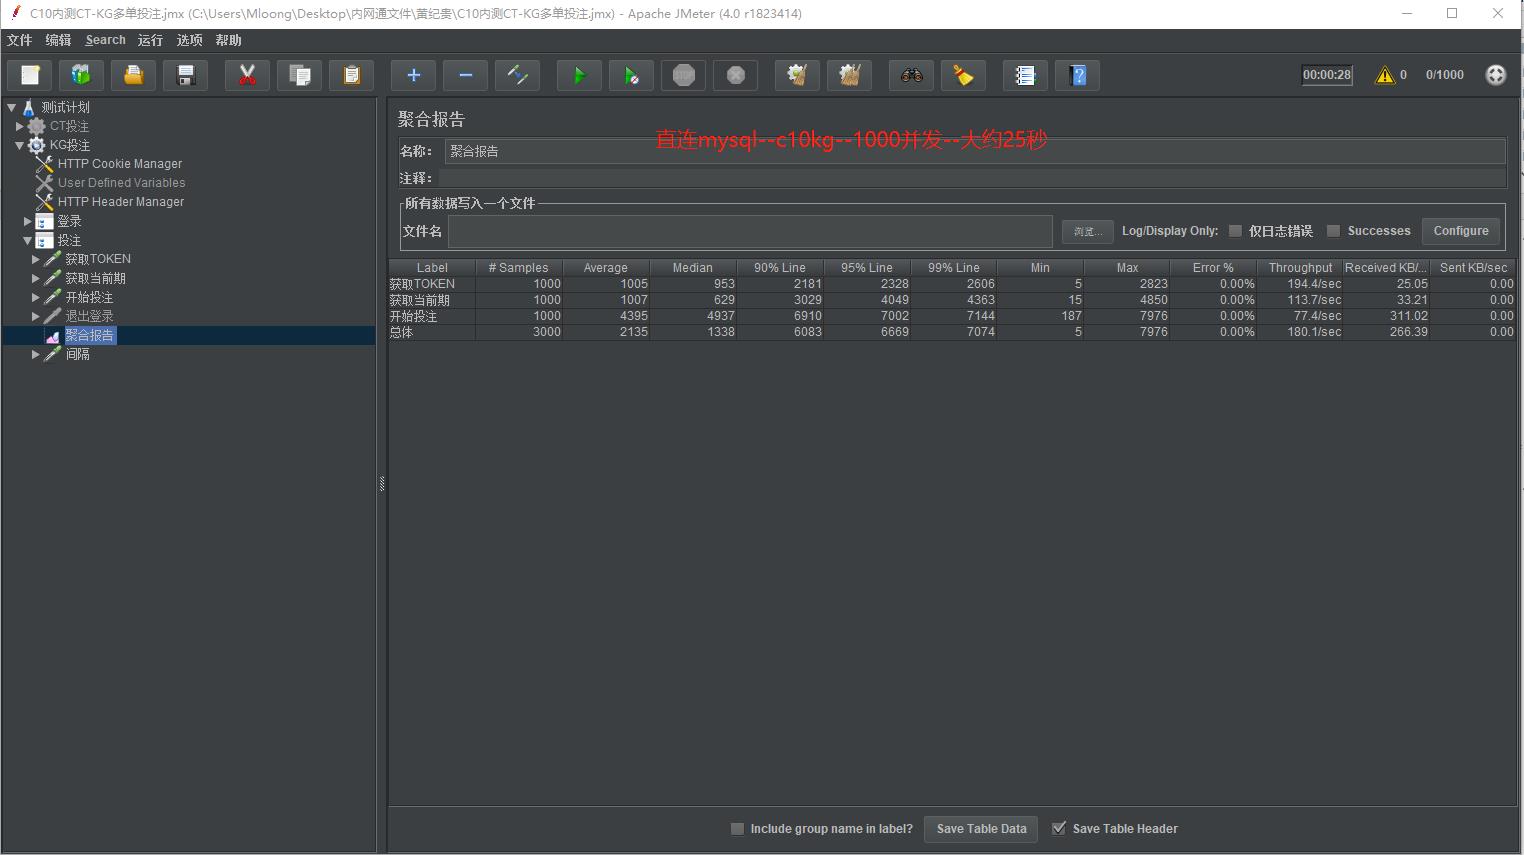 C10内测CT-KG多单投注.jmx (C:\Users\Mloong\Desktop\内网通文件\黄纪贵\C10内测CT-KG多单投注.jmx) - Apache JMeter (4.0 r1823414)
文件 编辑 Search 运行 选项 帮助
00:00:28 0 0/1000
测试计划
CT投注
KG投注
HTTP Cookie Manager
User Defined Variables
HTTP Header Manager
登录
投注
获取TOKEN
获取当前期
开始投注
退出登录
聚合报告
间隔
聚合报告
直连mysql--c10kg--1000并发--大约25秒
名称： 聚合报告
注释：
所有数据写入一个文件
文件名 浏览... Log/Display Only: 仅日志错误 Successes Configure
Label # Samples Average Median 90% Line 95% Line 99% Line Min Max Error % Throughput Received KB/... Sent KB/sec
获取TOKEN 1000 1005 953 2181 2328 2606 5 2823 0.00% 194.4/sec 25.05 0.00
获取当前期 1000 1007 629 3029 4049 4363 15 4850 0.00% 113.7/sec 33.21 0.00
开始投注 1000 4395 4937 6910 7002 7144 187 7976 0.00% 77.4/sec 311.02 0.00
总体 3000 2135 1338 6083 6669 7074 5 7976 0.00% 180.1/sec 266.39 0.00
Include group name in label? Save Table Data Save Table Header